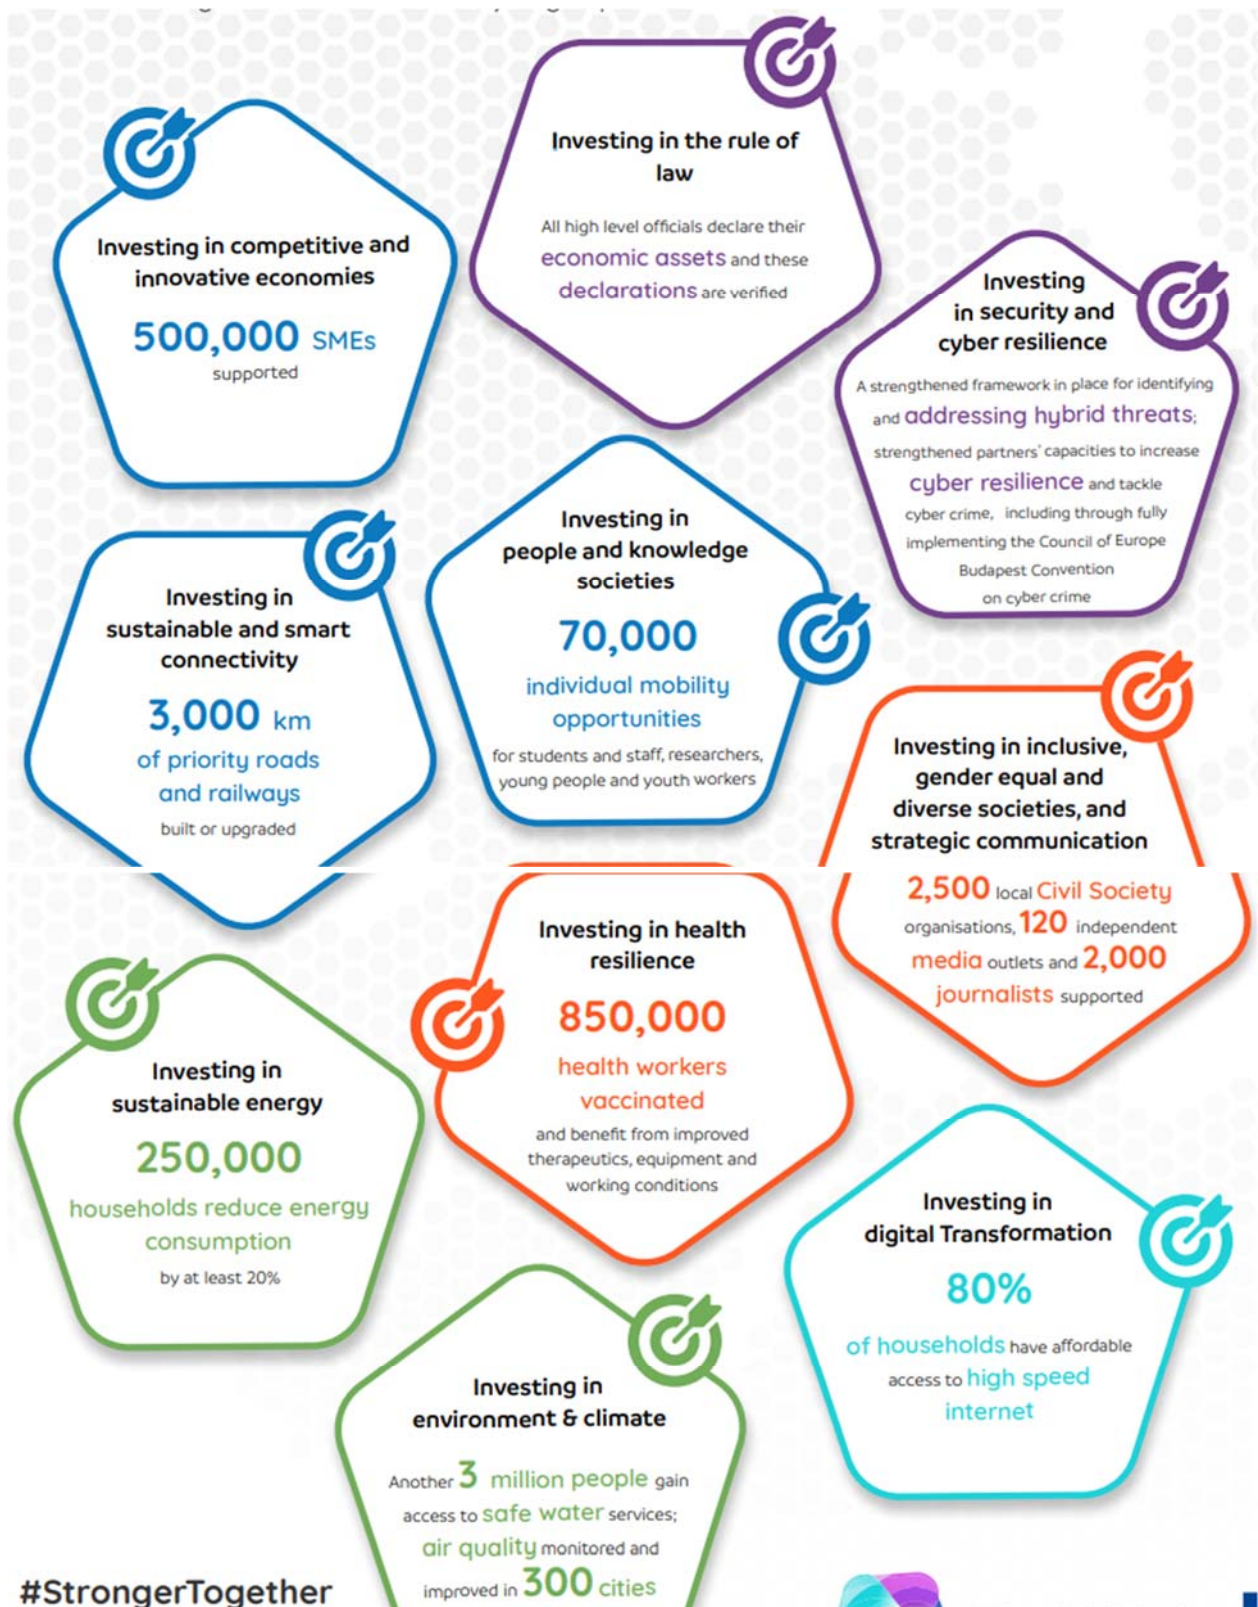 Investing in the rule of
law
All high level officials declare their
economic assets and these
declarations are verified
Investing in competitive and
innovative economies
500,000 SMEs
supported
Investing
in security and
cyber resilience
A strengthened framework in place for identifying
and addressing hybrid threats;
strengthened partners' capacities to increase
cyber resilience and tackle
cyber crime, including through fully
implementing the Council of Europe
Budapest Convention
on cyber crime
Investing in
people and knowledge
societies
70,000
individual mobility
opportunities
for students and staff, researchers,
young people and youth workers
Investing in
sustainable and smart
connectivity
3,000 km
of priority roads
and railways
built or upgraded
Investing in inclusive,
gender equal and
diverse societies, and
strategic communication
2,500 local Civil Society
organisations, 120 independent
media outlets and 2,000
journalists supported
Investing in health
resilience
850,000
health workers
vaccinated
and benefit from improved
therapeutics, equipment and
working conditions
Investing in
sustainable energy
250,000
households reduce energy
consumption
by at least 20%
Investing in
digital Transformation
80%
of households have affordable
access to high speed
internet
Investing in
environment & climate
Another 3 million people gain
access to safe water services;
air quality monitored and
improved in 300 cities
#StrongerTogether